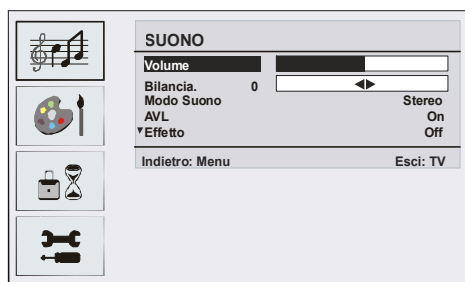 SUONO
Volume
Bilancia. 0
Modo Suono Stereo
AVL On
Effetto Off
Indietro: Menu Esci: TV